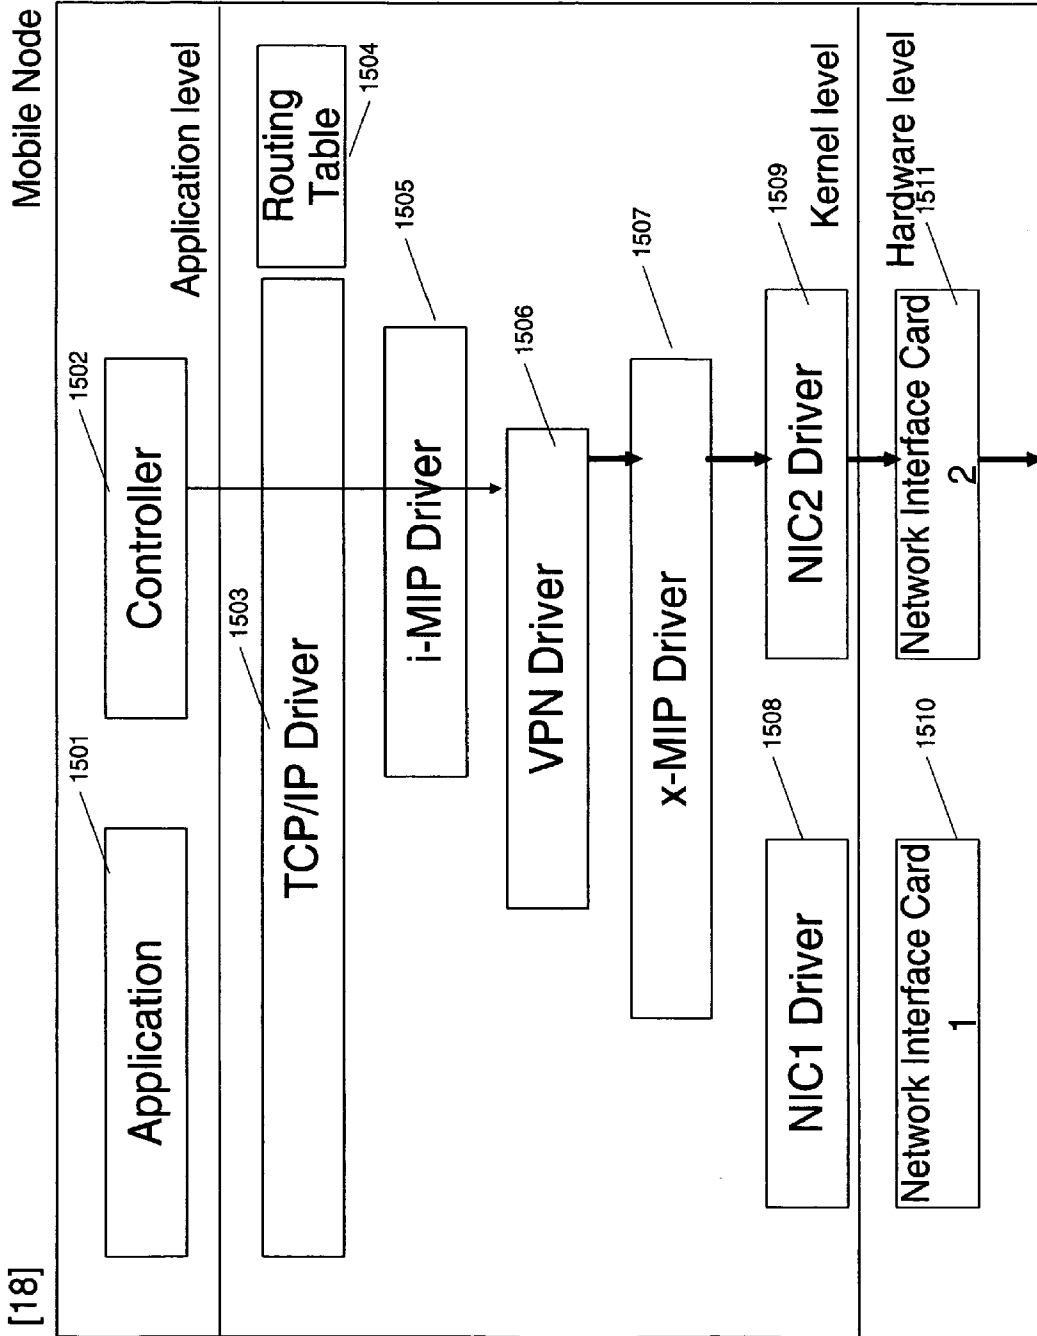 [18]
Mobile Node
Application level
1501
Application
1502
Controller
1503
TCP/IP Driver
Routing
Table
1504
1505
i-MIP Driver
1506
VPN Driver
1507
x-MIP Driver
1508
NIC1 Driver
1509
NIC2 Driver
Kernel level
Hardware level
1510
Network Interface Card
1
1511
Network Interface Card
2